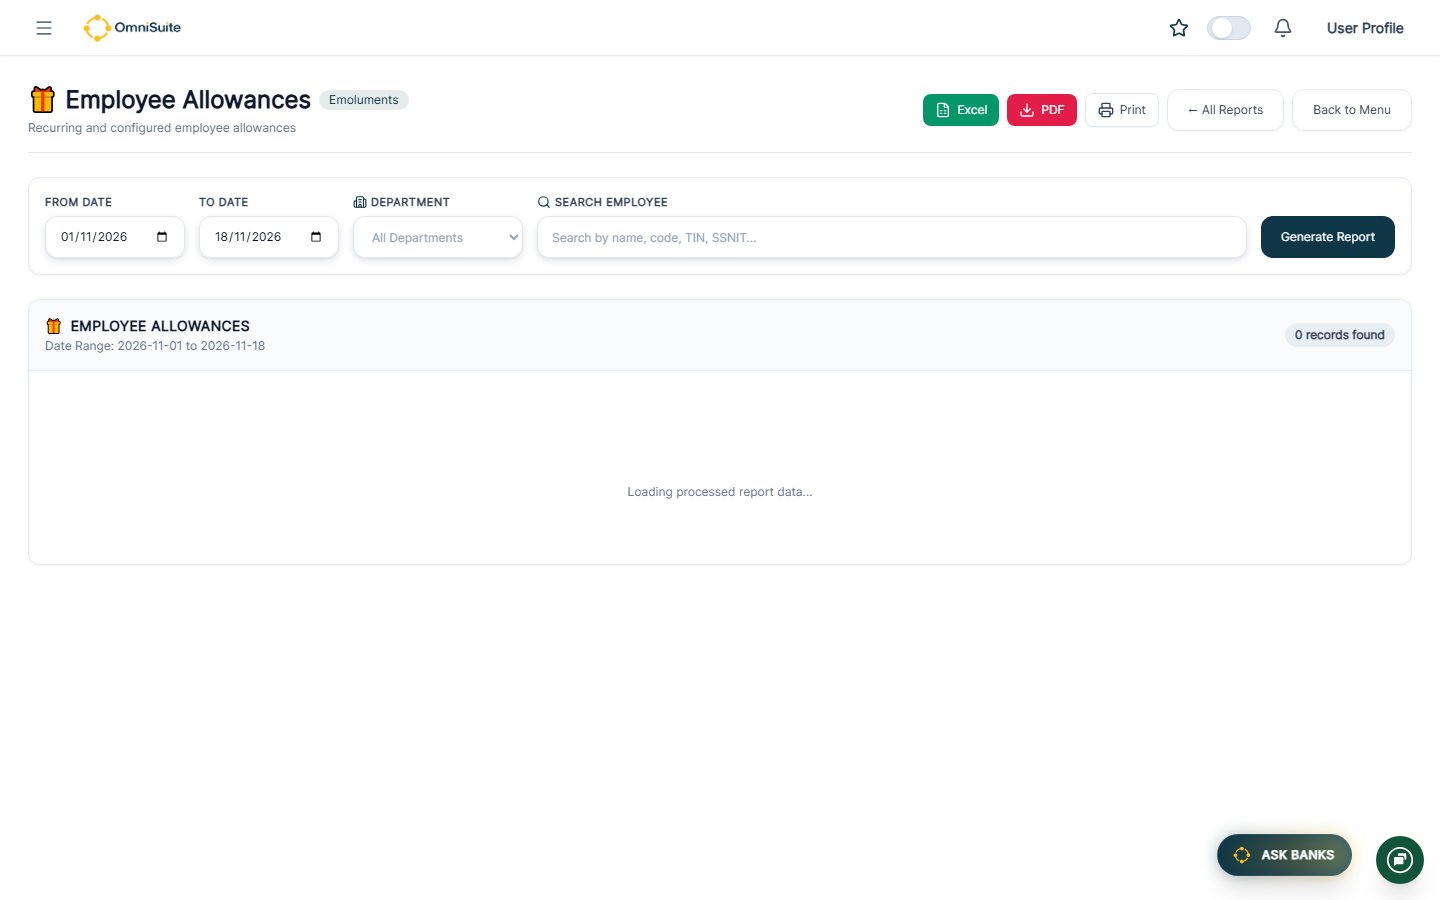 OmniSuite
User Profile
Employee Allowances
Emoluments
Recurring and configured employee allowances
Excel
PDF
Print
← All Reports
Back to Menu
FROM DATE
TO DATE
DEPARTMENT
SEARCH EMPLOYEE
01/11/2026
18/11/2026
All Departments
Search by name, code, TIN, SSNIT...
Generate Report
EMPLOYEE ALLOWANCES
Date Range: 2026-11-01 to 2026-11-18
0 records found
Loading processed report data...
ASK BANKS